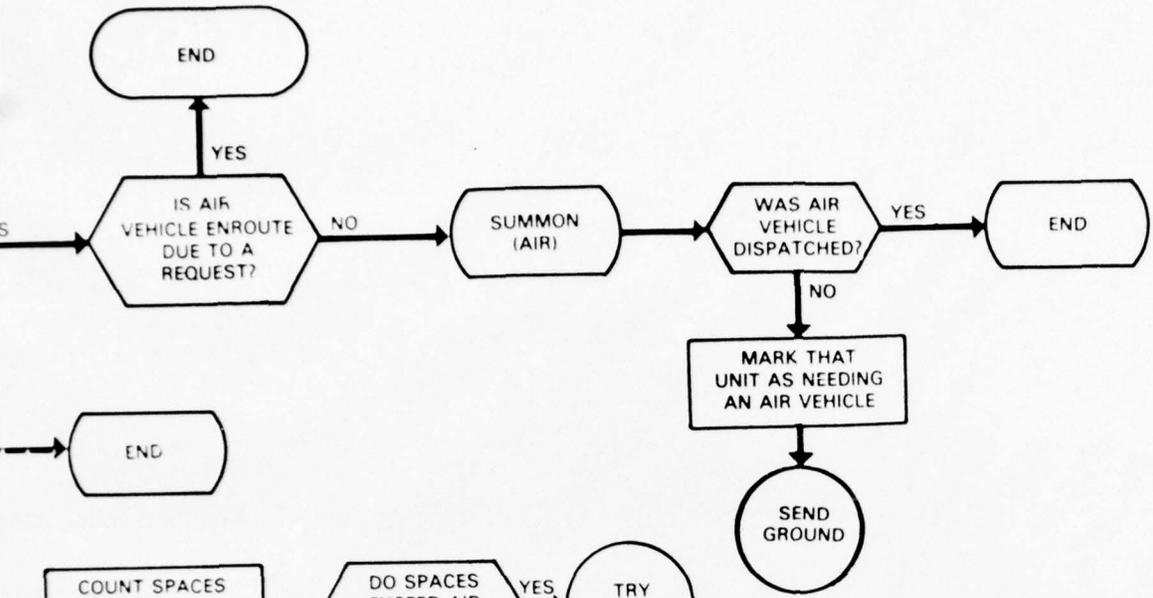 END
YES
IS AIR
VEHICLE ENROUTE
DUE TO A
REQUEST?
S
NO
SUMMON
(AIR)
WAS AIR
VEHICLE
DISPATCHED?
YES
END
NO
MARK THAT
UNIT AS NEEDING
AN AIR VEHICLE
END
SEND
GROUND
COUNT SPACES
DO SPACES
YES
TRY